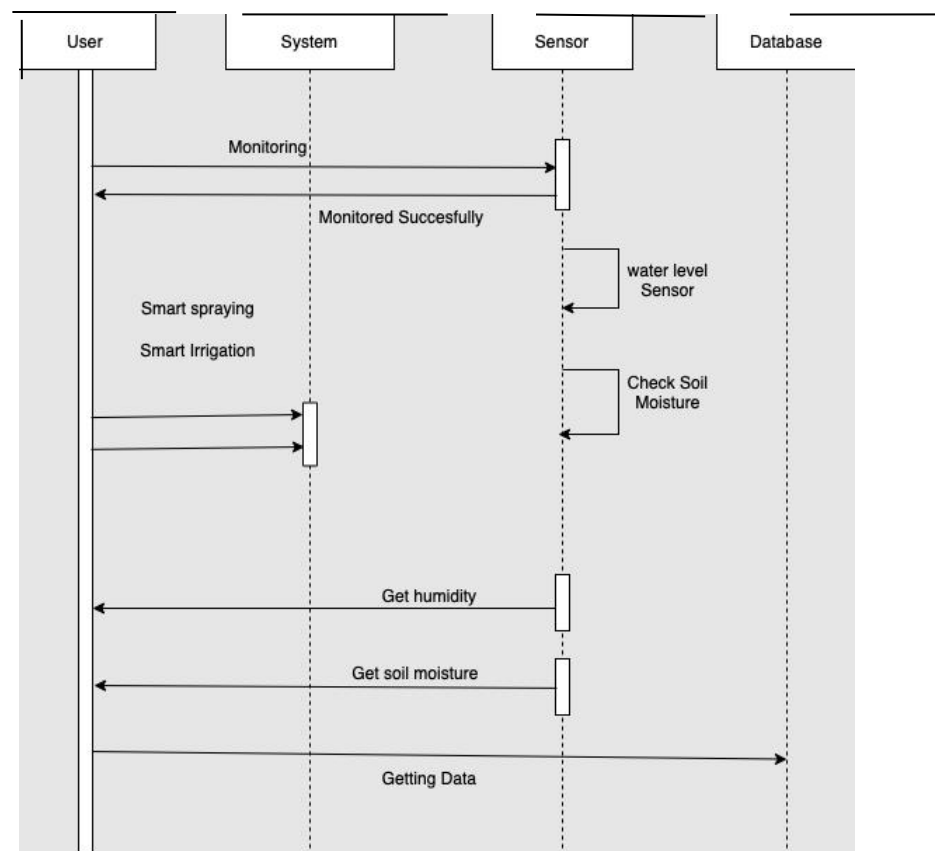 User
System
Sensor
Database
Monitoring
Monitored Succesfully
water level
Sensor
Smart spraying
Smart Irrigation
Check Soil
Moisture
Get humidity
Get soil moisture
Getting Data